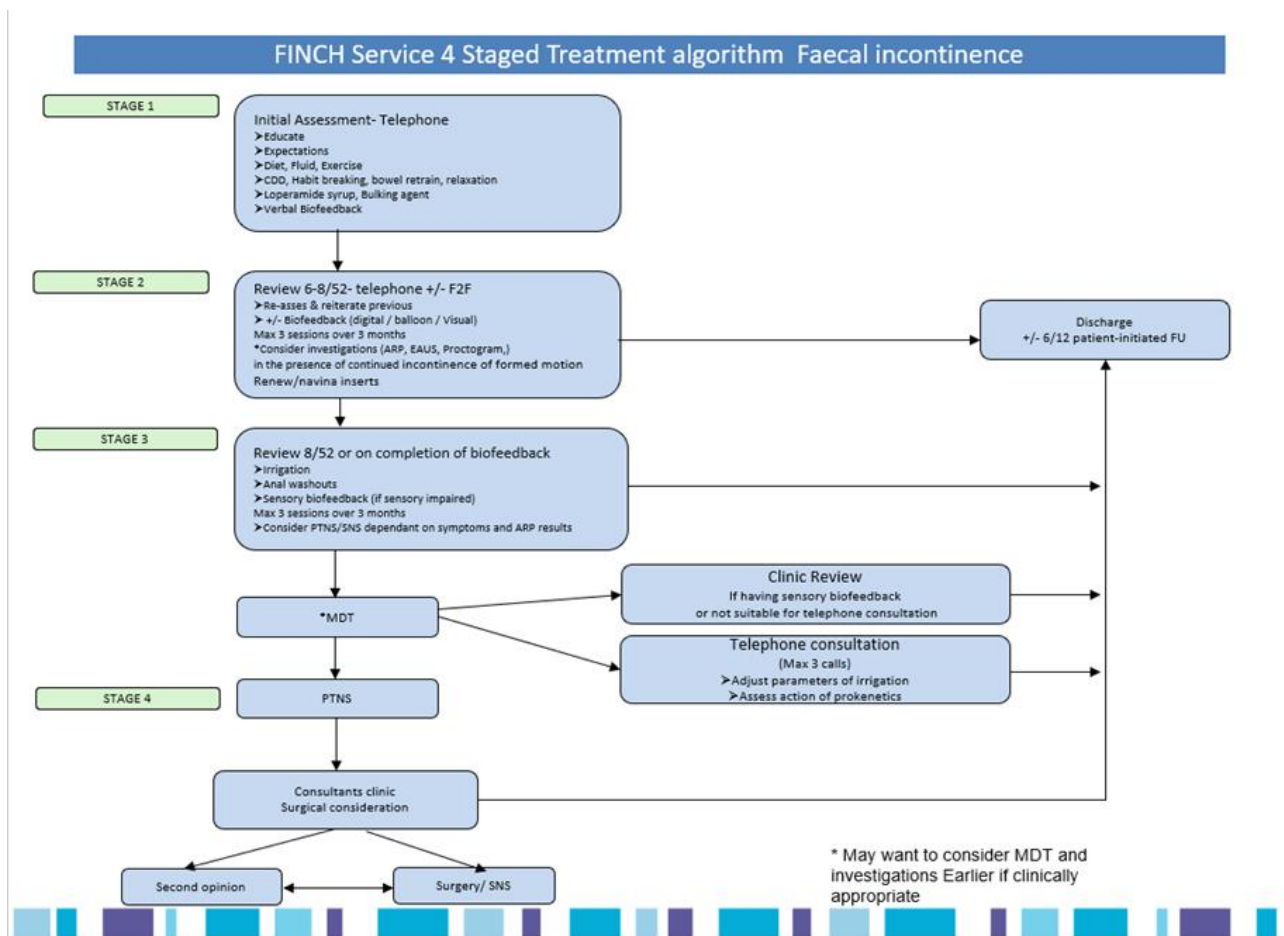 FINCH Service 4 Staged Treatment algorithm  Faecal incontinence
STAGE 1
Initial Assessment- Telephone
➤Educate
➤Expectations
➤Diet, Fluid, Exercise
➤CDD, Habit breaking, bowel retrain, relaxation
➤Loperamide syrup, Bulking agent
➤Verbal Biofeedback
STAGE 2
Review 6-8/52- telephone +/- F2F
➤Re-asses & reiterate previous
➤ +/- Biofeedback (digital / balloon / Visual)
Max 3 sessions over 3 months
*Consider investigations (ARP, EAUS, Proctogram,)
in the presence of continued incontinence of formed motion
Renew/navina inserts
Discharge
+/- 6/12 patient-initiated FU
STAGE 3
Review 8/52 or on completion of biofeedback
➤Irrigation
➤Anal washouts
➤Sensory biofeedback (if sensory impaired)
Max 3 sessions over 3 months
➤Consider PTNS/SNS dependant on symptoms and ARP results
*MDT
Clinic Review
If having sensory biofeedback
or not suitable for telephone consultation
Telephone consultation
(Max 3 calls)
➤Adjust parameters of irrigation
➤Assess action of prokenetics
STAGE 4
PTNS
Consultants clinic
Surgical consideration
Second opinion
Surgery/ SNS
* May want to consider MDT and
investigations Earlier if clinically
appropriate